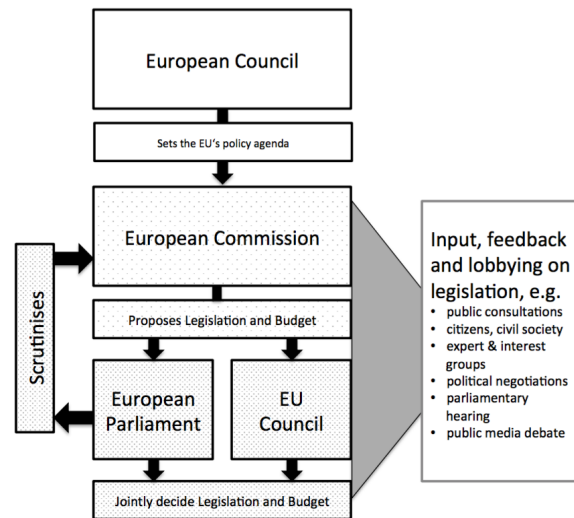 European Council
Sets the EU's policy agenda
European Commission
Scrutinises
Proposes Legislation and Budget
European
Parliament
EU
Council
Jointly decide Legislation and Budget
Input, feedback
and lobbying on
legislation, e.g.
• public consultations
• citizens, civil society
• expert & interest
groups
• political negotiations
• parliamentary
hearing
• public media debate